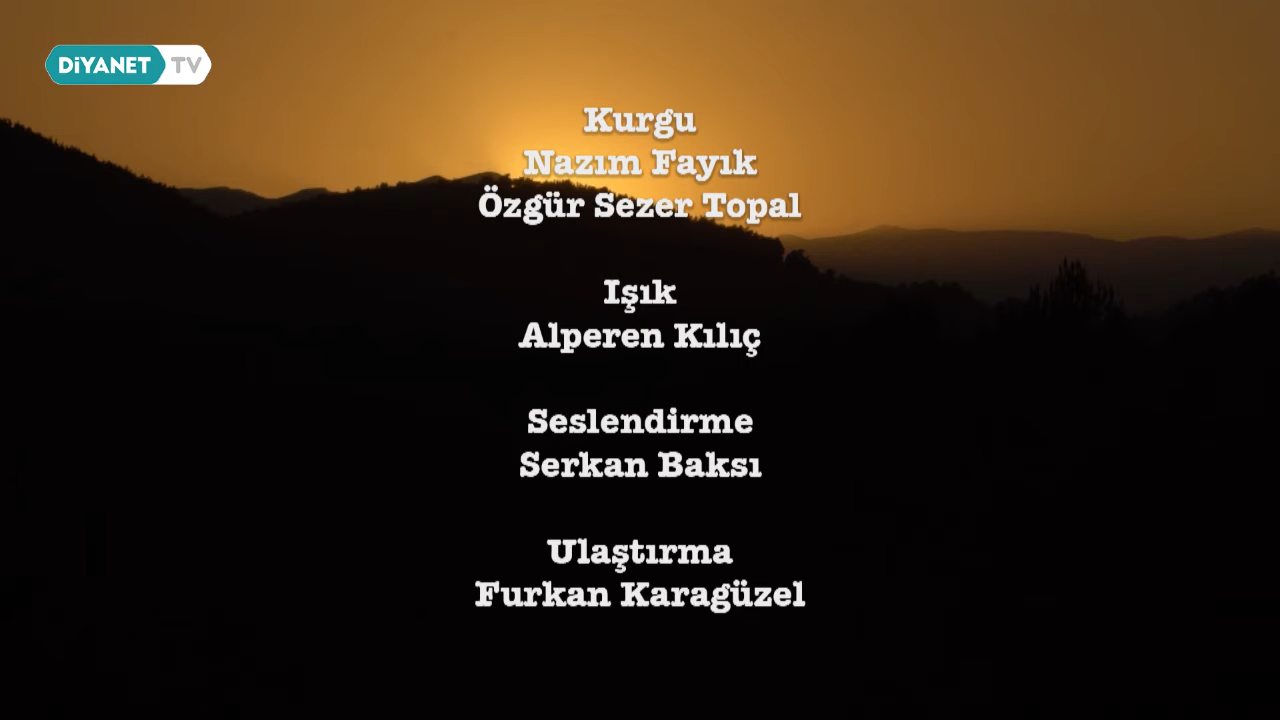 DİYANET TV
Kurgu
Nazım Fayık
Özgür Sezer Topal
Işık
Alperen Kılıç
Seslendirme
Serkan Baksı
Ulaştırma
Furkan Karagüzel